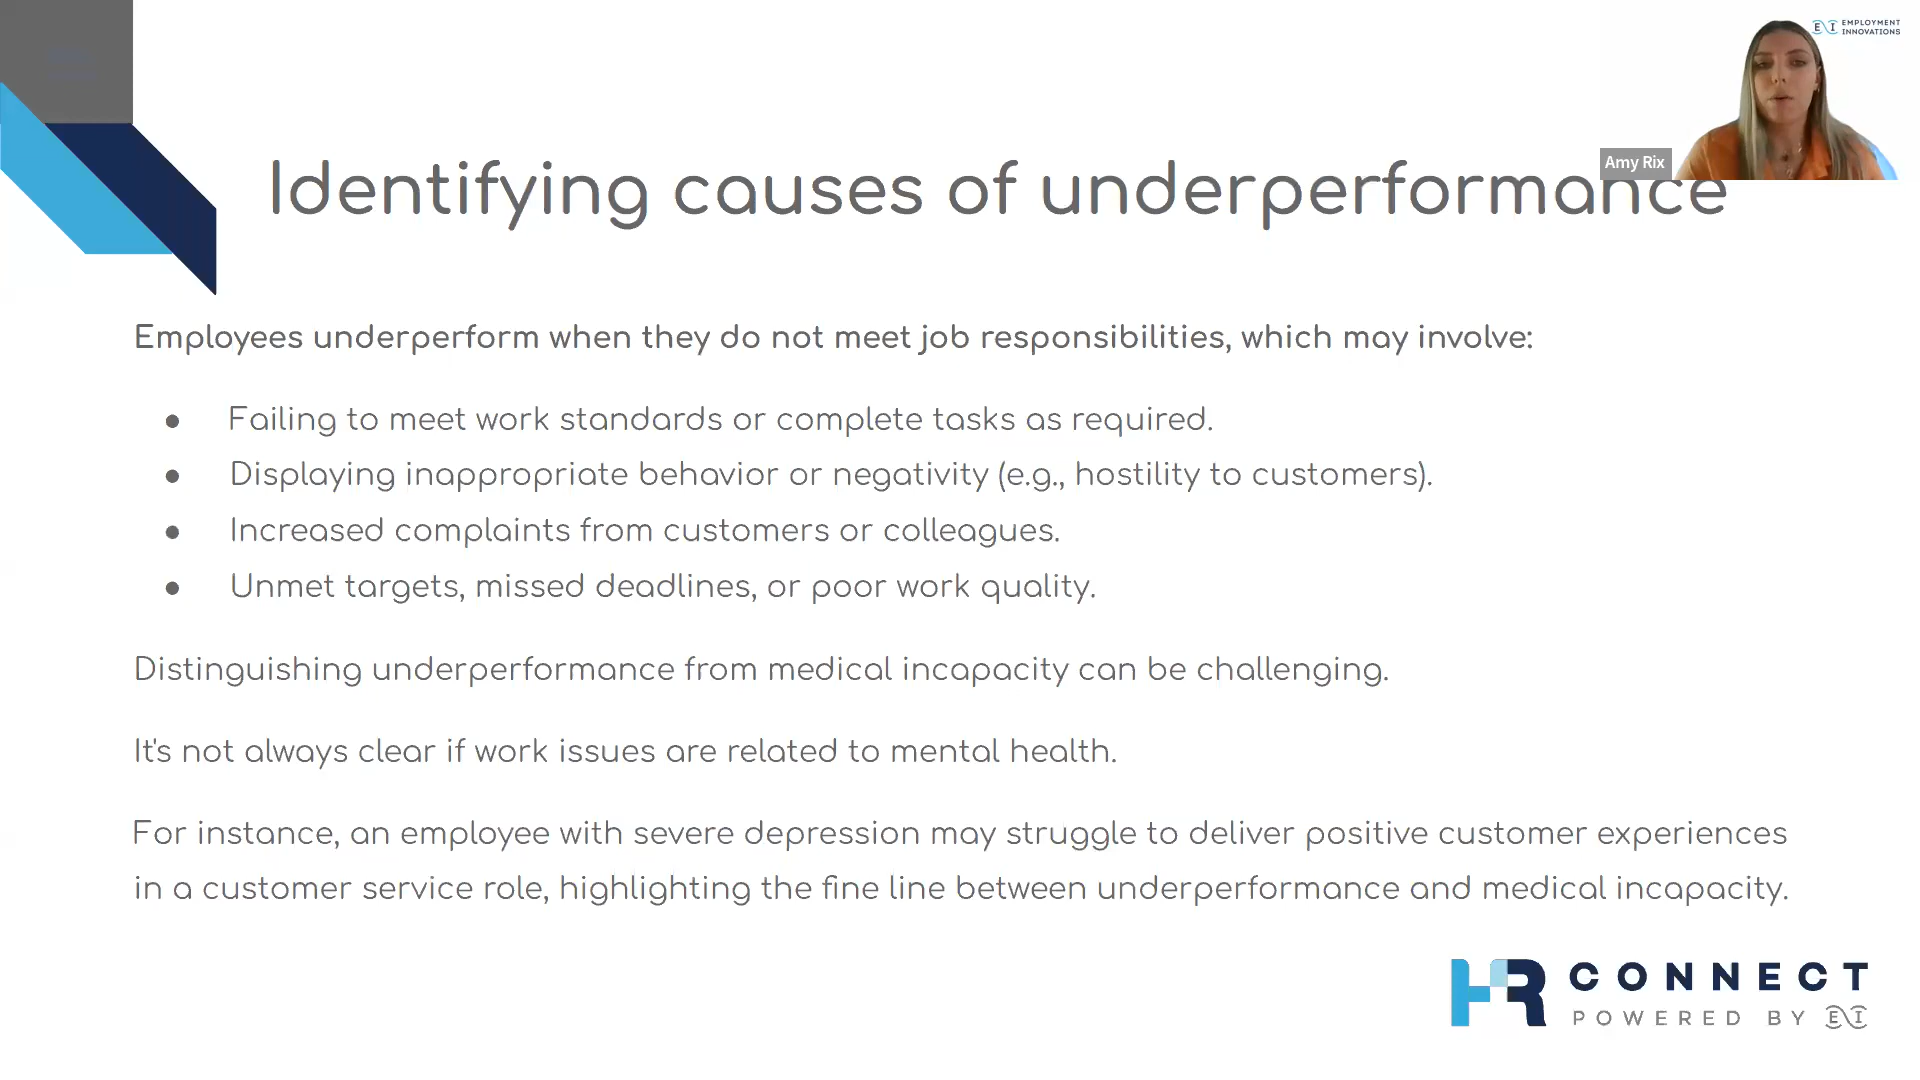 EI EMPLOYMENT
INNOVATIONS
Amy Rix
Identifying causes of underperformance
Employees underperform when they do not meet job responsibilities, which may involve:
● Failing to meet work standards or complete tasks as required.
● Displaying inappropriate behavior or negativity (e.g., hostility to customers).
● Increased complaints from customers or colleagues.
● Unmet targets, missed deadlines, or poor work quality.
Distinguishing underperformance from medical incapacity can be challenging.
It's not always clear if work issues are related to mental health.
For instance, an employee with severe depression may struggle to deliver positive customer experiences
in a customer service role, highlighting the fine line between underperformance and medical incapacity.
HR CONNECT
POWERED BY EI